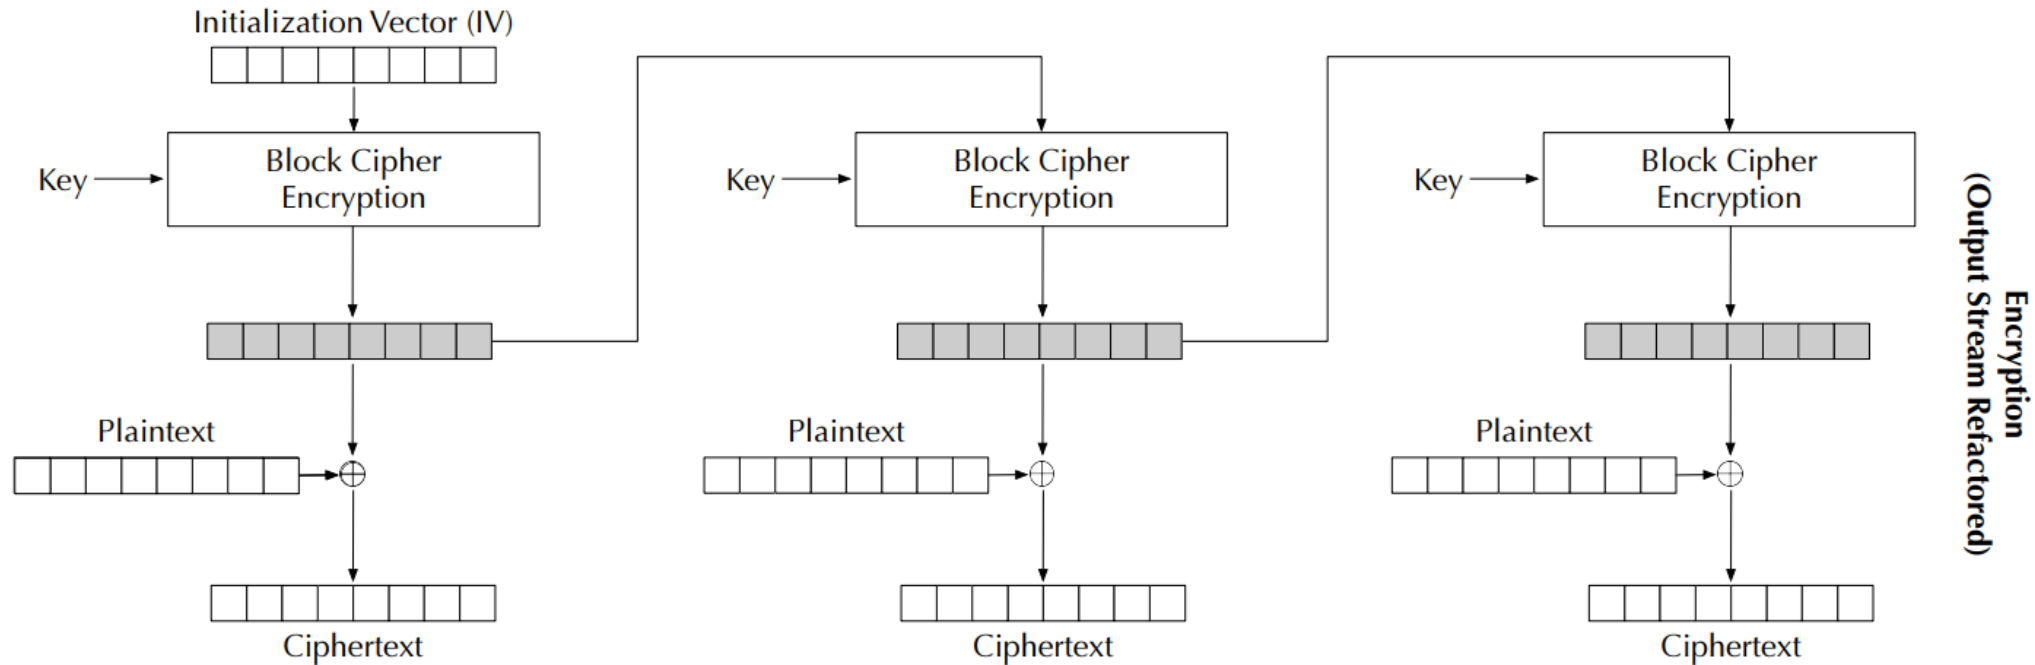 Initialization Vector (IV)
Key
Block Cipher
Encryption
Key
Block Cipher
Encryption
Key
Block Cipher
Encryption
Plaintext
Plaintext
Plaintext
Ciphertext
Ciphertext
Ciphertext
Encryption
(Output Stream Refactored)